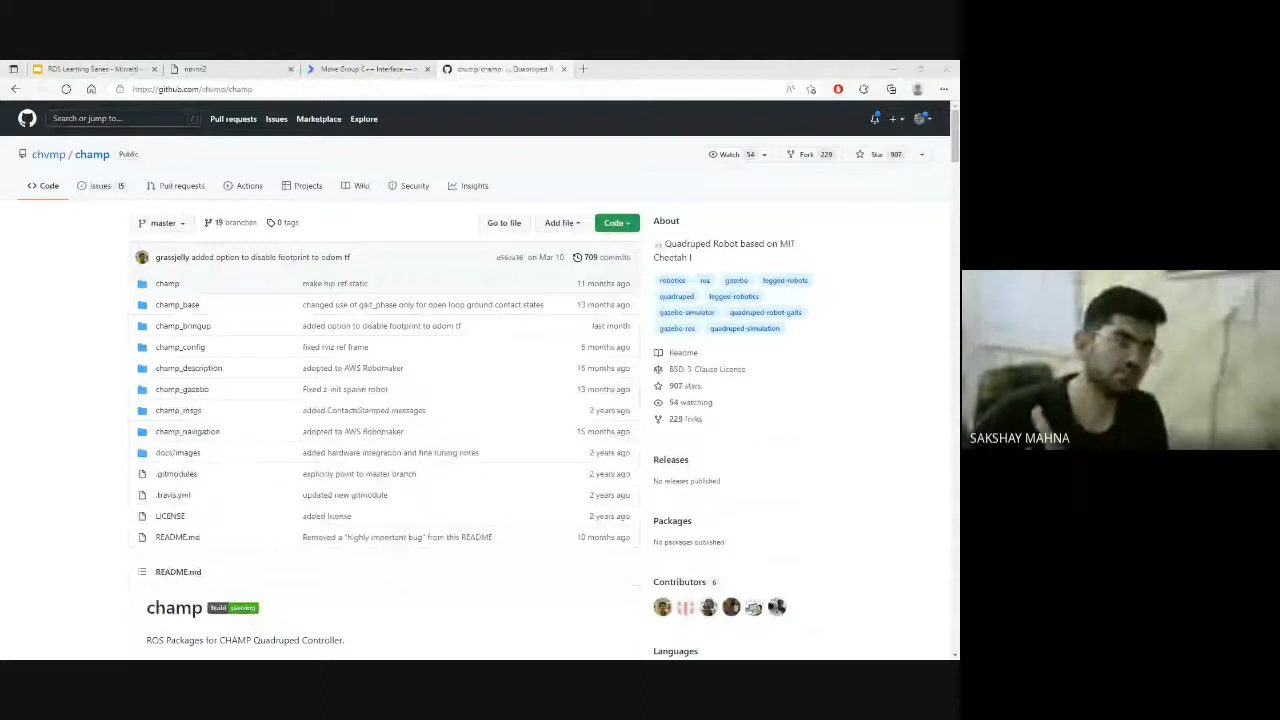 ROS Learning Series - MoveIt! -
novnc2
Move Group C++ Interface —
chvmp/champ: Quadruped R
https://github.com/chvmp/champ
Search or jump to... /
Pull requests Issues Marketplace Explore
chvmp / champ Public
Watch 54 Fork 229 Star 907
Code Issues 15 Pull requests Actions Projects Wiki Security Insights
master 19 branches 0 tags Go to file Add file Code
grassjelly added option to disable footprint to odom tf on Mar 10 709 commits
champ make hip ref static 11 months ago
champ_base changed use of gait_phase only for open loop ground contact states 13 months ago
champ_bringup added option to disable footprint to odom tf last month
champ_config fixed rviz ref frame 6 months ago
champ_description adopted to AWS Robomaker 15 months ago
champ_gazebo Fixed z init spawn robot 13 months ago
champ_msgs added ContactsStamped messages 2 years ago
champ_navigation adopted to AWS Robomaker 15 months ago
docs/images added hardware integration and fine tuning notes 2 years ago
.gitmodules explicitly point to master branch 2 years ago
.travis.yml updated new gitmodule 2 years ago
LICENSE added license 2 years ago
README.md Removed a "highly important bug" from this README 10 months ago
README.md
champ build passing
ROS Packages for CHAMP Quadruped Controller.
About
Quadruped Robot based on MIT
Cheetah I
robotics ros gazebo legged-robots
quadruped legged-robotics
gazebo-simulator quadruped-robot-gaits
gazebo-ros quadruped-simulation
Readme
BSD-3-Clause License
907 stars
54 watching
229 forks
Releases
No releases published
Packages
No packages published
Contributors 6
Languages
SAKSHAY MAHNA